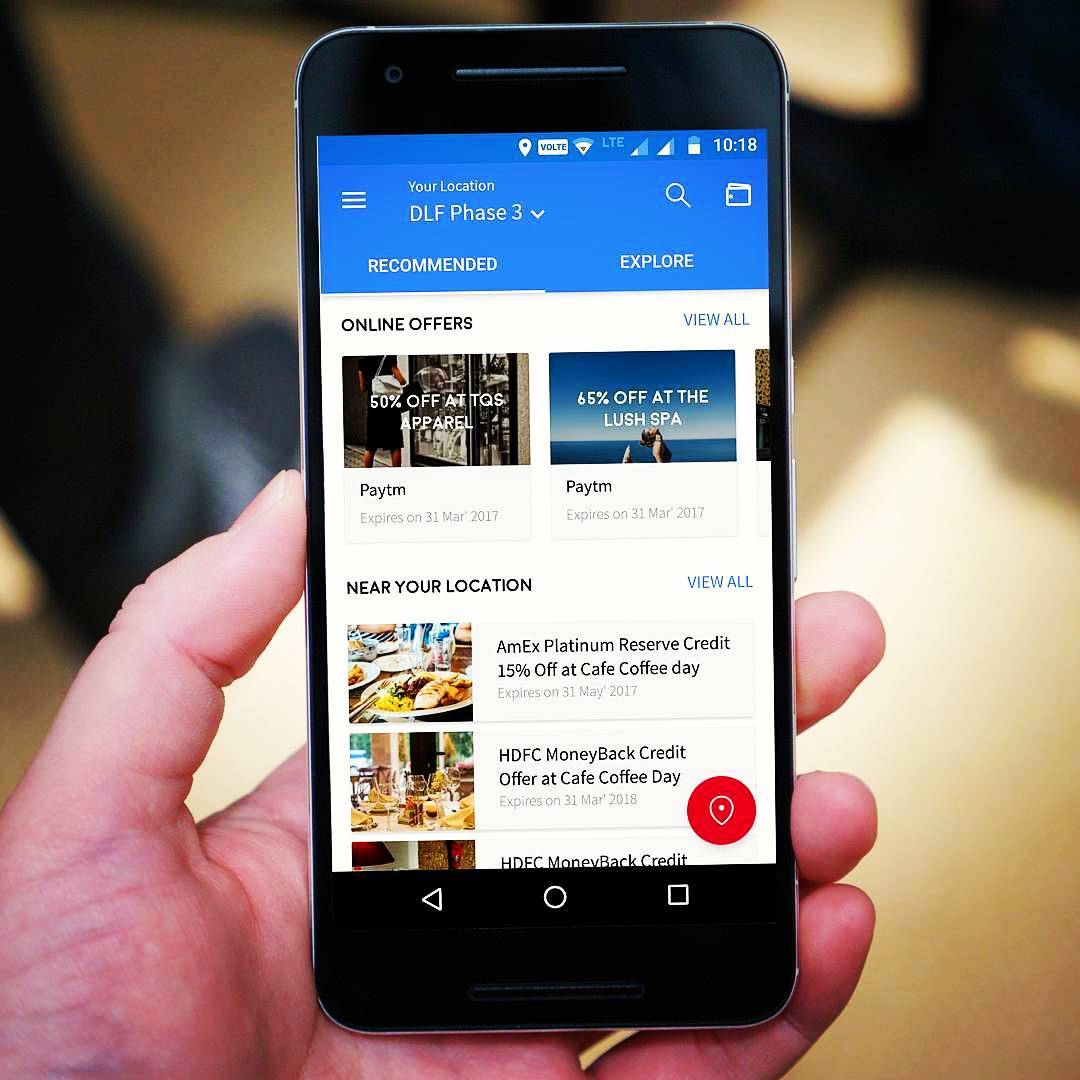 VOLTE LTE 10:18
Your Location
DLF Phase 3
RECOMMENDED EXPLORE
ONLINE OFFERS VIEW ALL
50% OFF AT TQS
APPAREL
65% OFF AT THE
LUSH SPA
Paytm
Expires on 31 Mar' 2017
Paytm
Expires on 31 Mar' 2017
NEAR YOUR LOCATION VIEW ALL
AmEx Platinum Reserve Credit
15% Off at Cafe Coffee day
Expires on 31 May' 2017
HDFC MoneyBack Credit
Offer at Cafe Coffee Day
Expires on 31 Mar' 2018
HDFC MoneyBack Credit